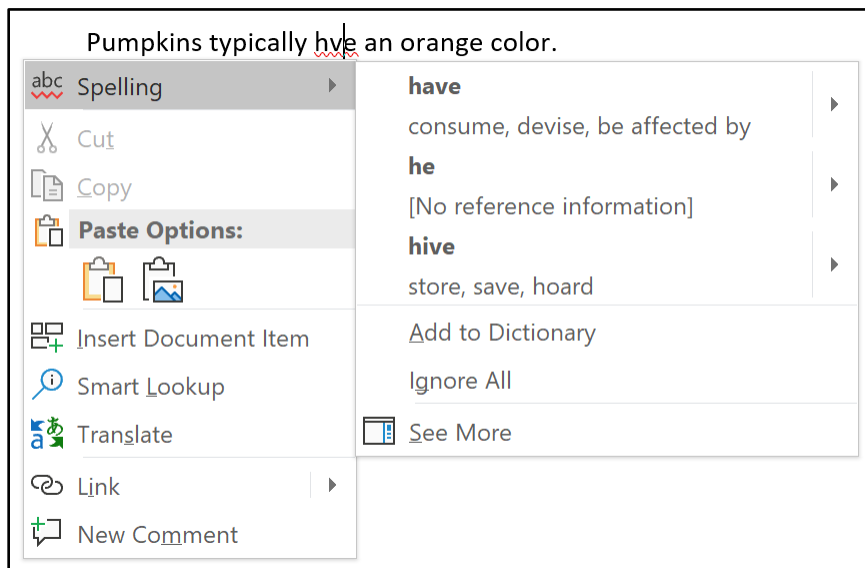 Pumpkins typically hve an orange color.
abc Spelling
Cut
Copy
Paste Options:
Insert Document Item
Smart Lookup
Translate
Link
New Comment
have
consume, devise, be affected by
he
[No reference information]
hive
store, save, hoard
Add to Dictionary
Ignore All
See More